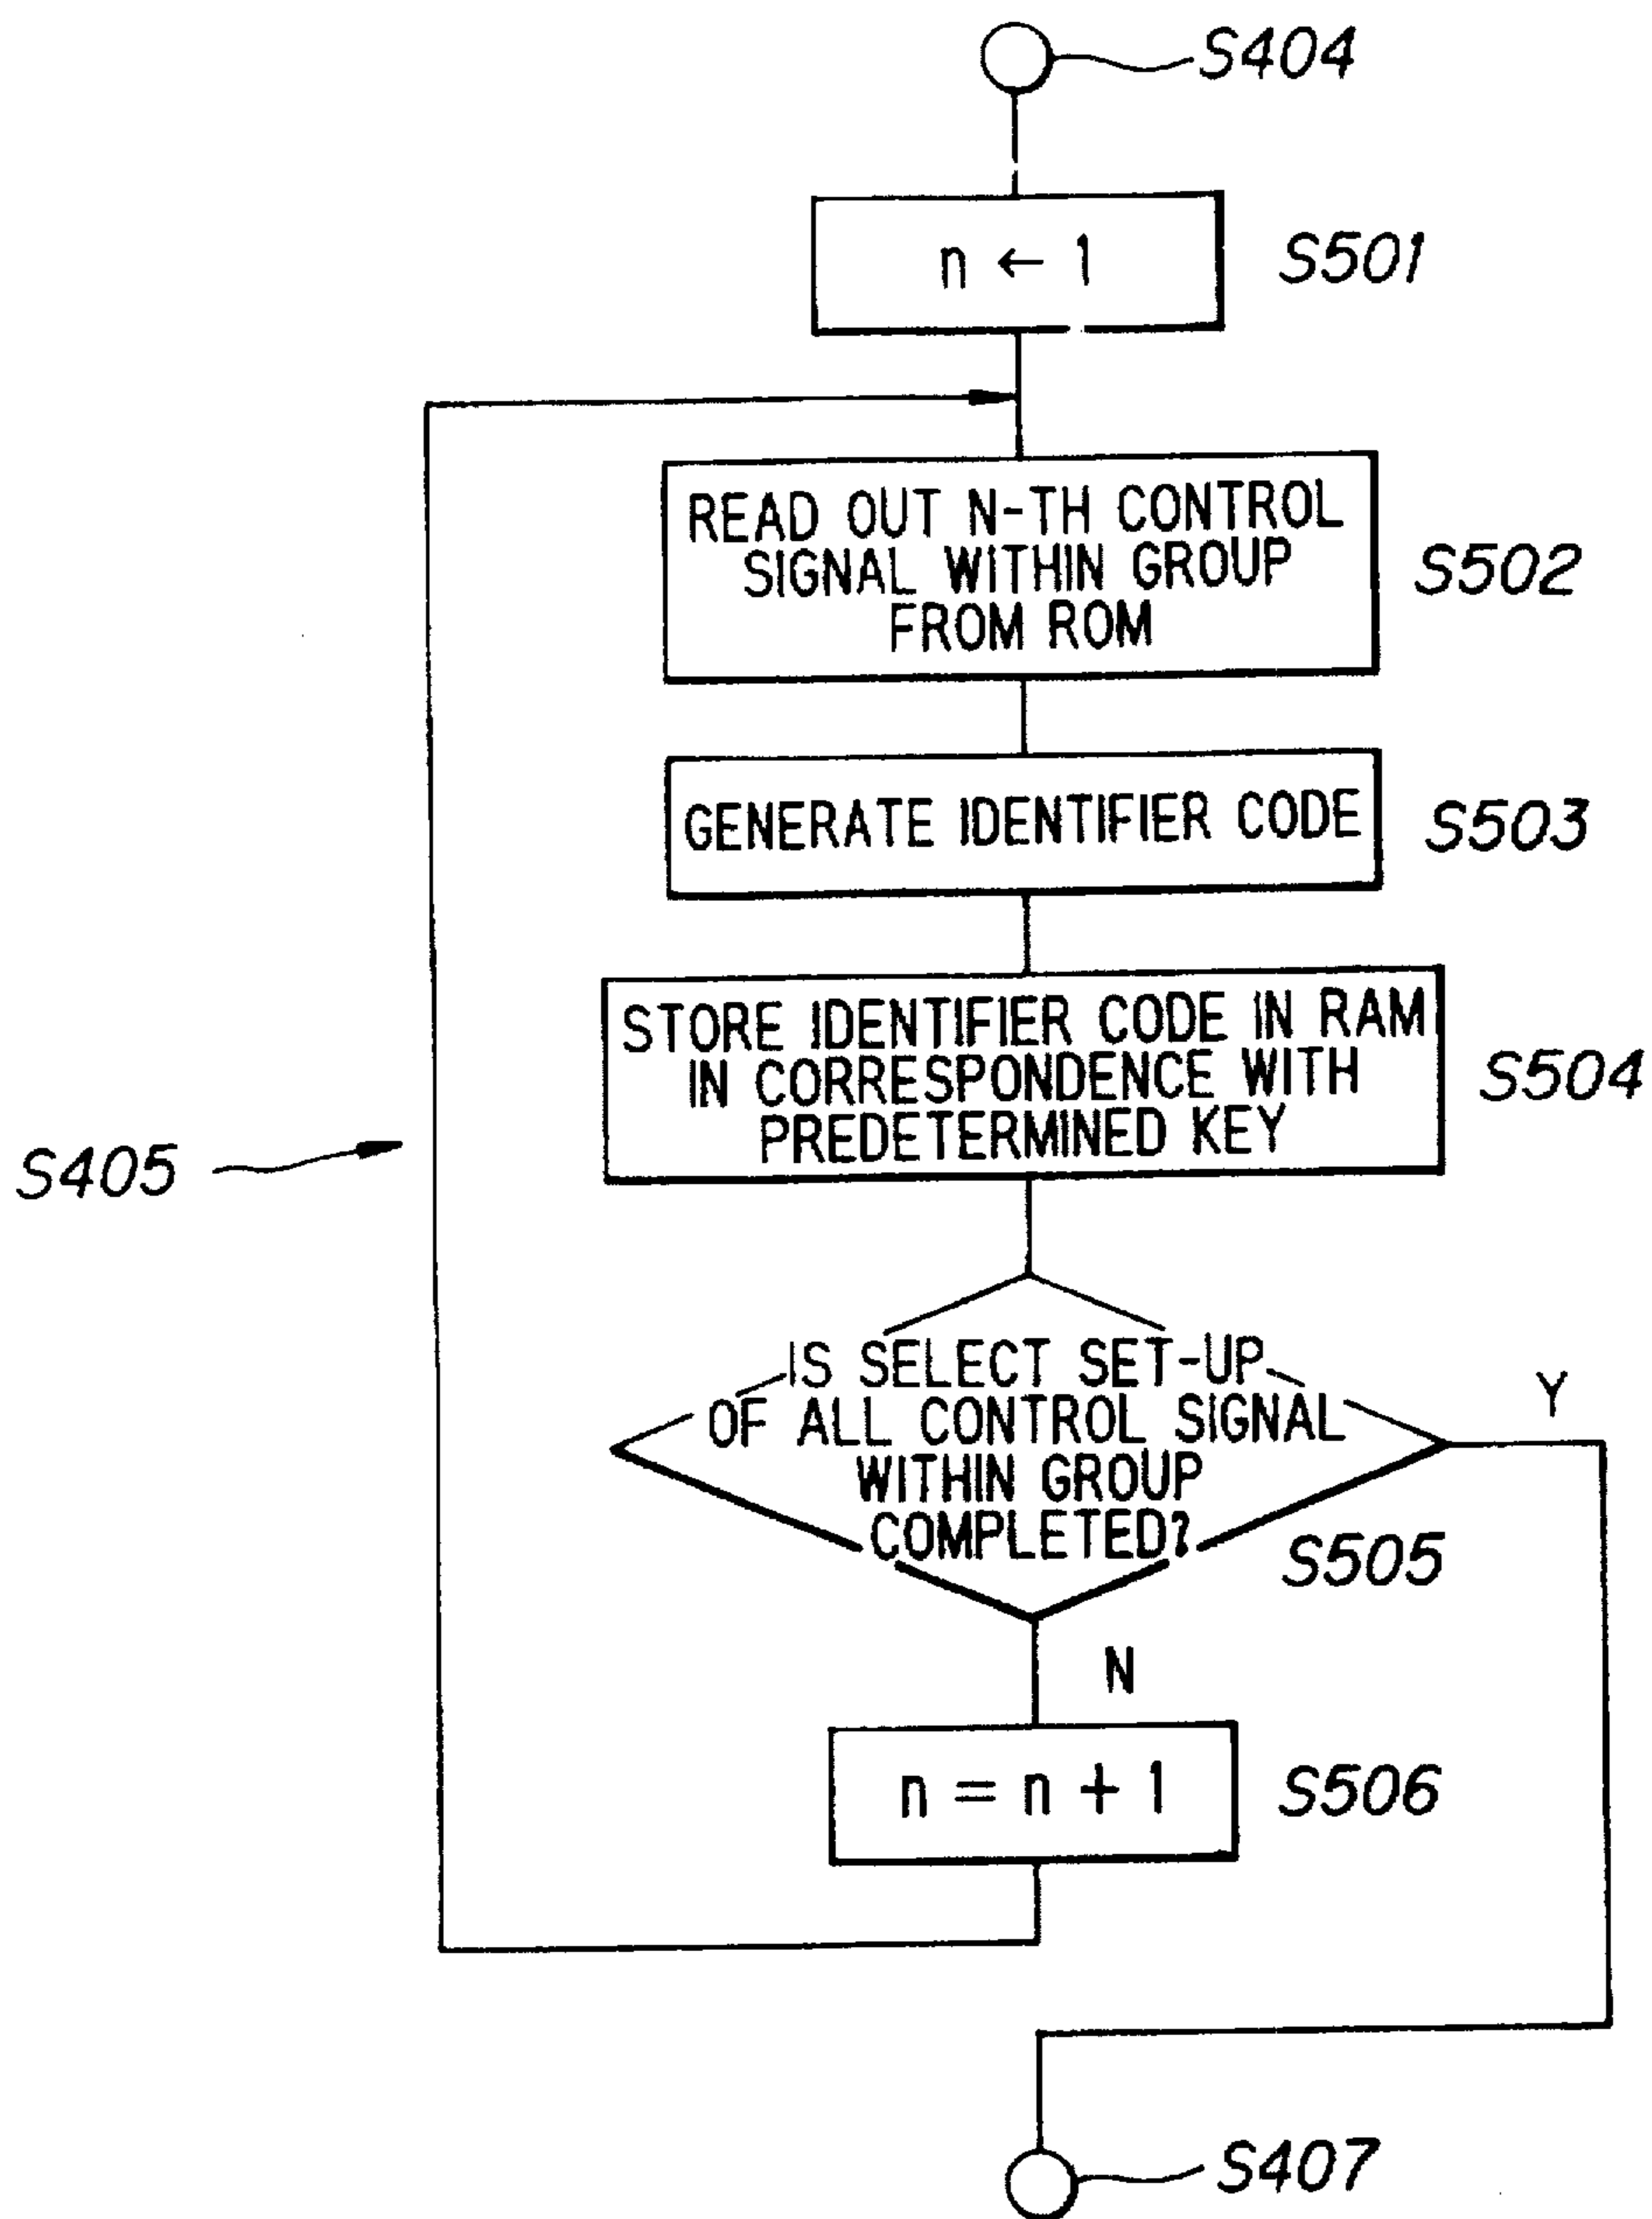 S404
n ← 1
S501
READ OUT N-TH CONTROL
SIGNAL WITHIN GROUP
FROM ROM
S502
GENERATE IDENTIFIER CODE
S503
STORE IDENTIFIER CODE IN RAM
IN CORRESPONDENCE WITH
PREDETERMINED KEY
S504
S405
IS SELECT SET-UP
OF ALL CONTROL SIGNAL
WITHIN GROUP
COMPLETED?
Y
S505
N
n = n + 1
S506
S407